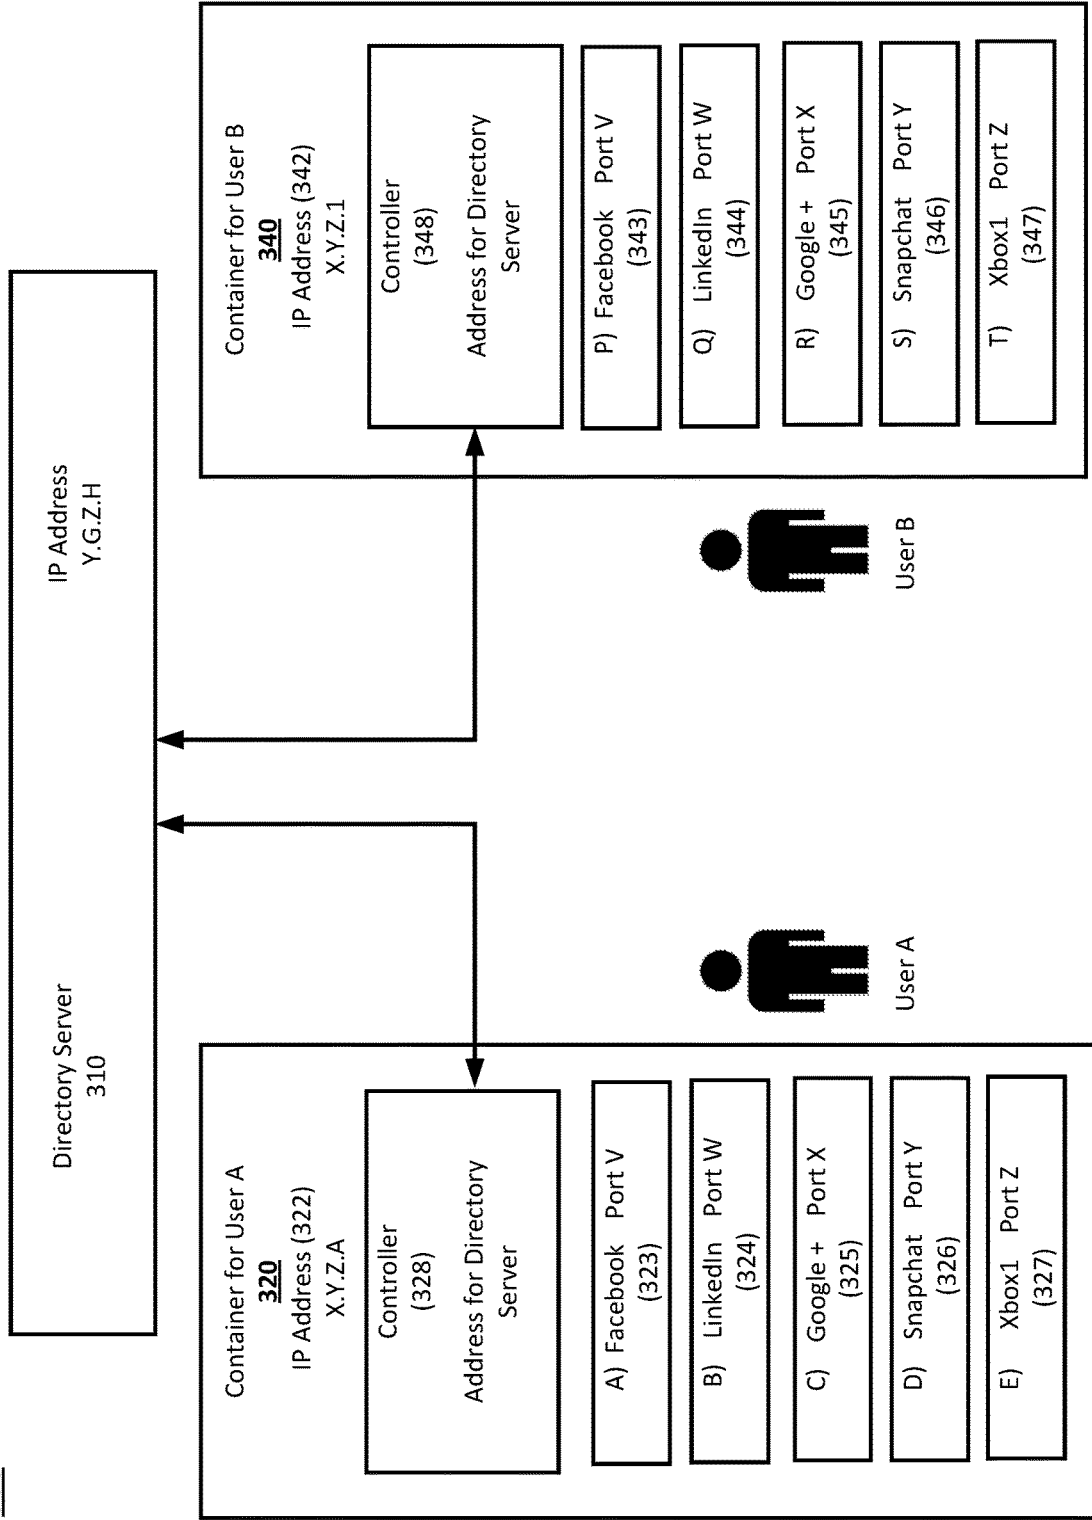 Directory Server
310
IP Address
Y.G.Z.H
Container for User A
320
IP Address (322)
X.Y.Z.A
Controller
(328)
Address for Directory
Server
A) Facebook Port V
(323)
B) LinkedIn Port W
(324)
C) Google + Port X
(325)
D) Snapchat Port Y
(326)
E) Xbox1 Port Z
(327)
User A
User B
Container for User B
340
IP Address (342)
X.Y.Z.1
Controller
(348)
Address for Directory
Server
P) Facebook Port V
(343)
Q) LinkedIn Port W
(344)
R) Google + Port X
(345)
S) Snapchat Port Y
(346)
T) Xbox1 Port Z
(347)